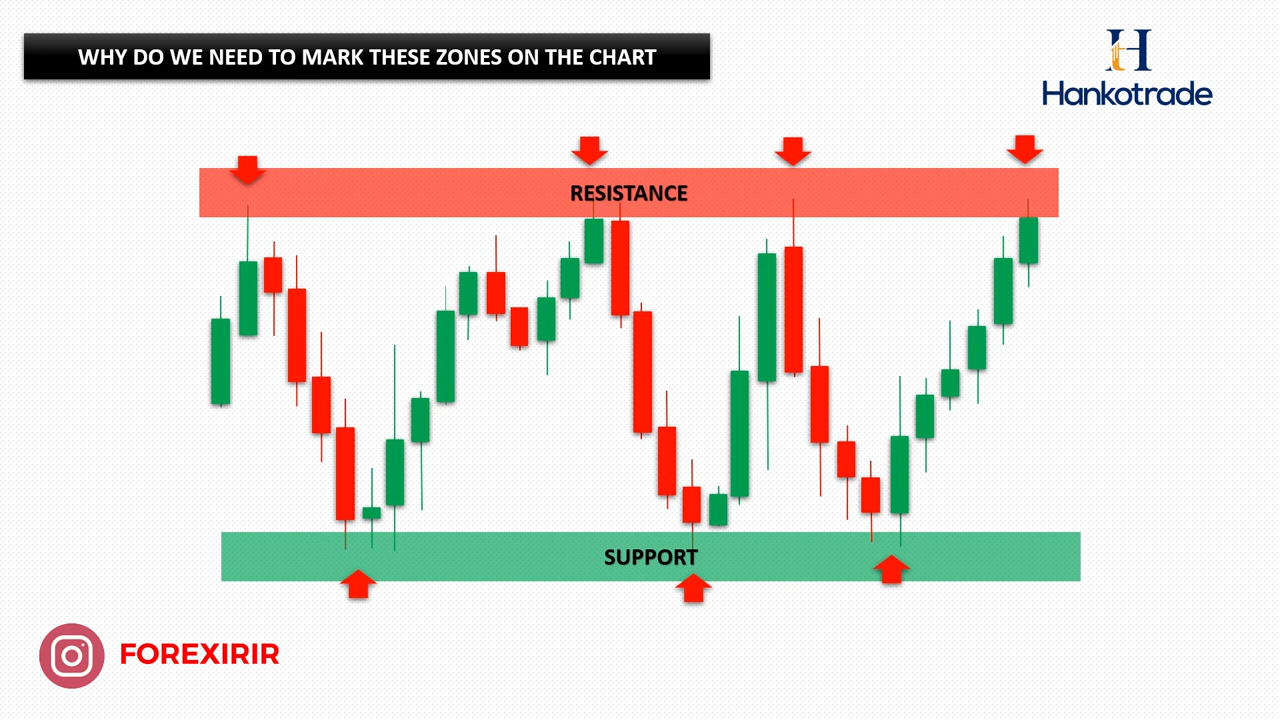 WHY DO WE NEED TO MARK THESE ZONES ON THE CHART
H
Hankotrade
RESISTANCE
SUPPORT
FOREXIRIR